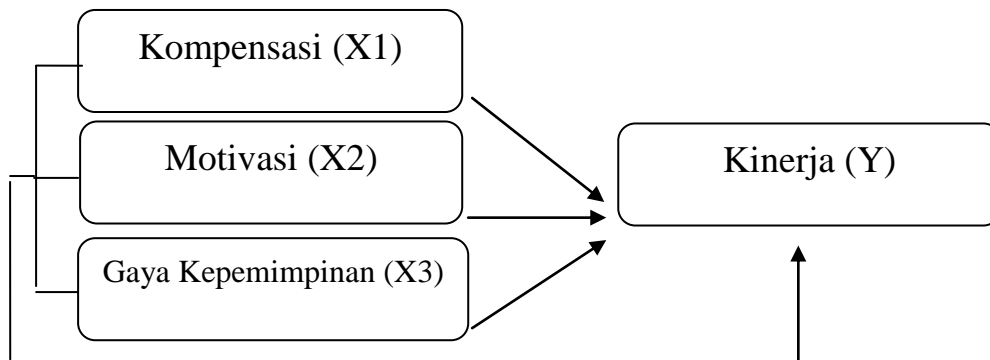 Kompensasi (X1)
Motivasi (X2)
Kinerja (Y)
Gaya Kepemimpinan (X3)